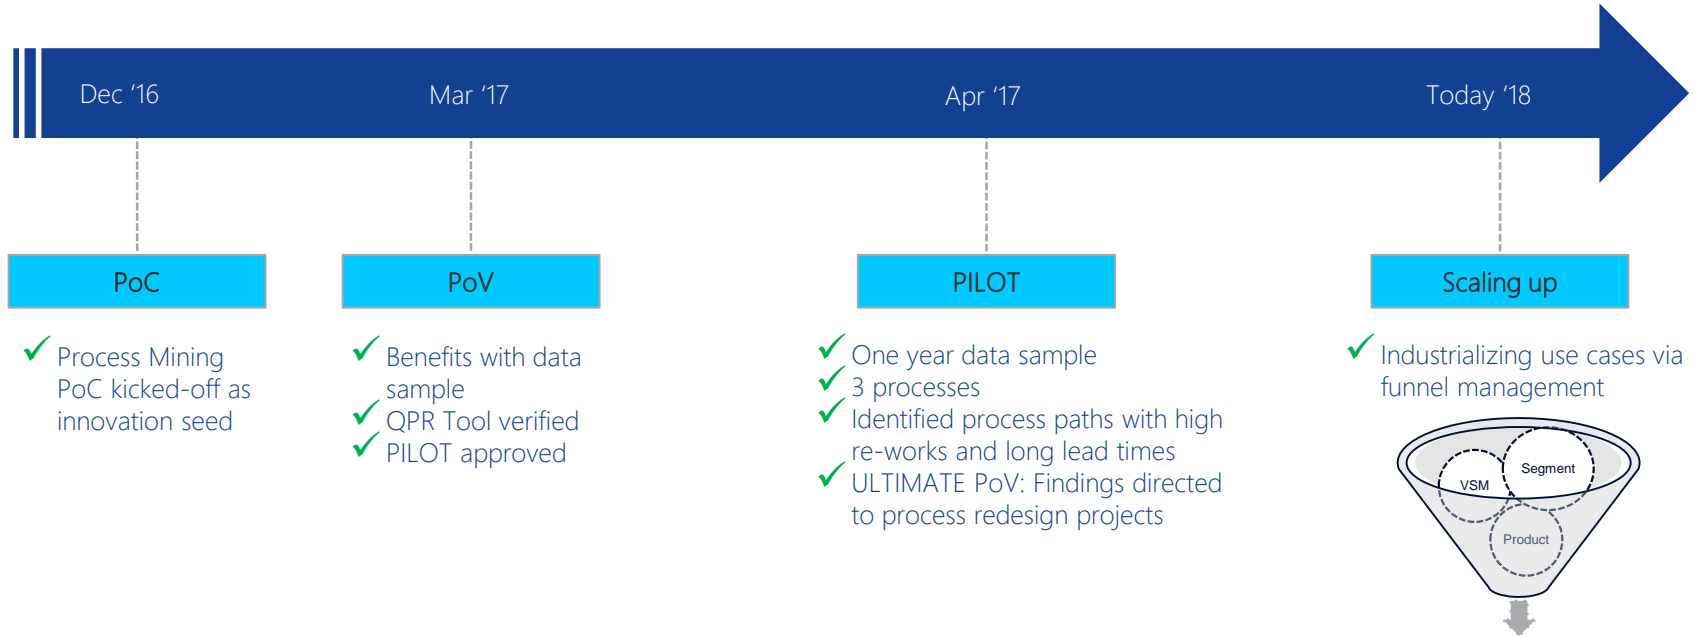 Dec ‘16
Mar ‘17
Apr ‘17
Today ‘18
PoC
PoV
PILOT
Scaling up
Process Mining
PoC kicked-off as
innovation seed
Benefits with data
sample
QPR Tool verified
PILOT approved
One year data sample
3 processes
Identified process paths with high
re-works and long lead times
ULTIMATE PoV: Findings directed
to process redesign projects
Industrializing use cases via
funnel management
Segment
VSM
Product